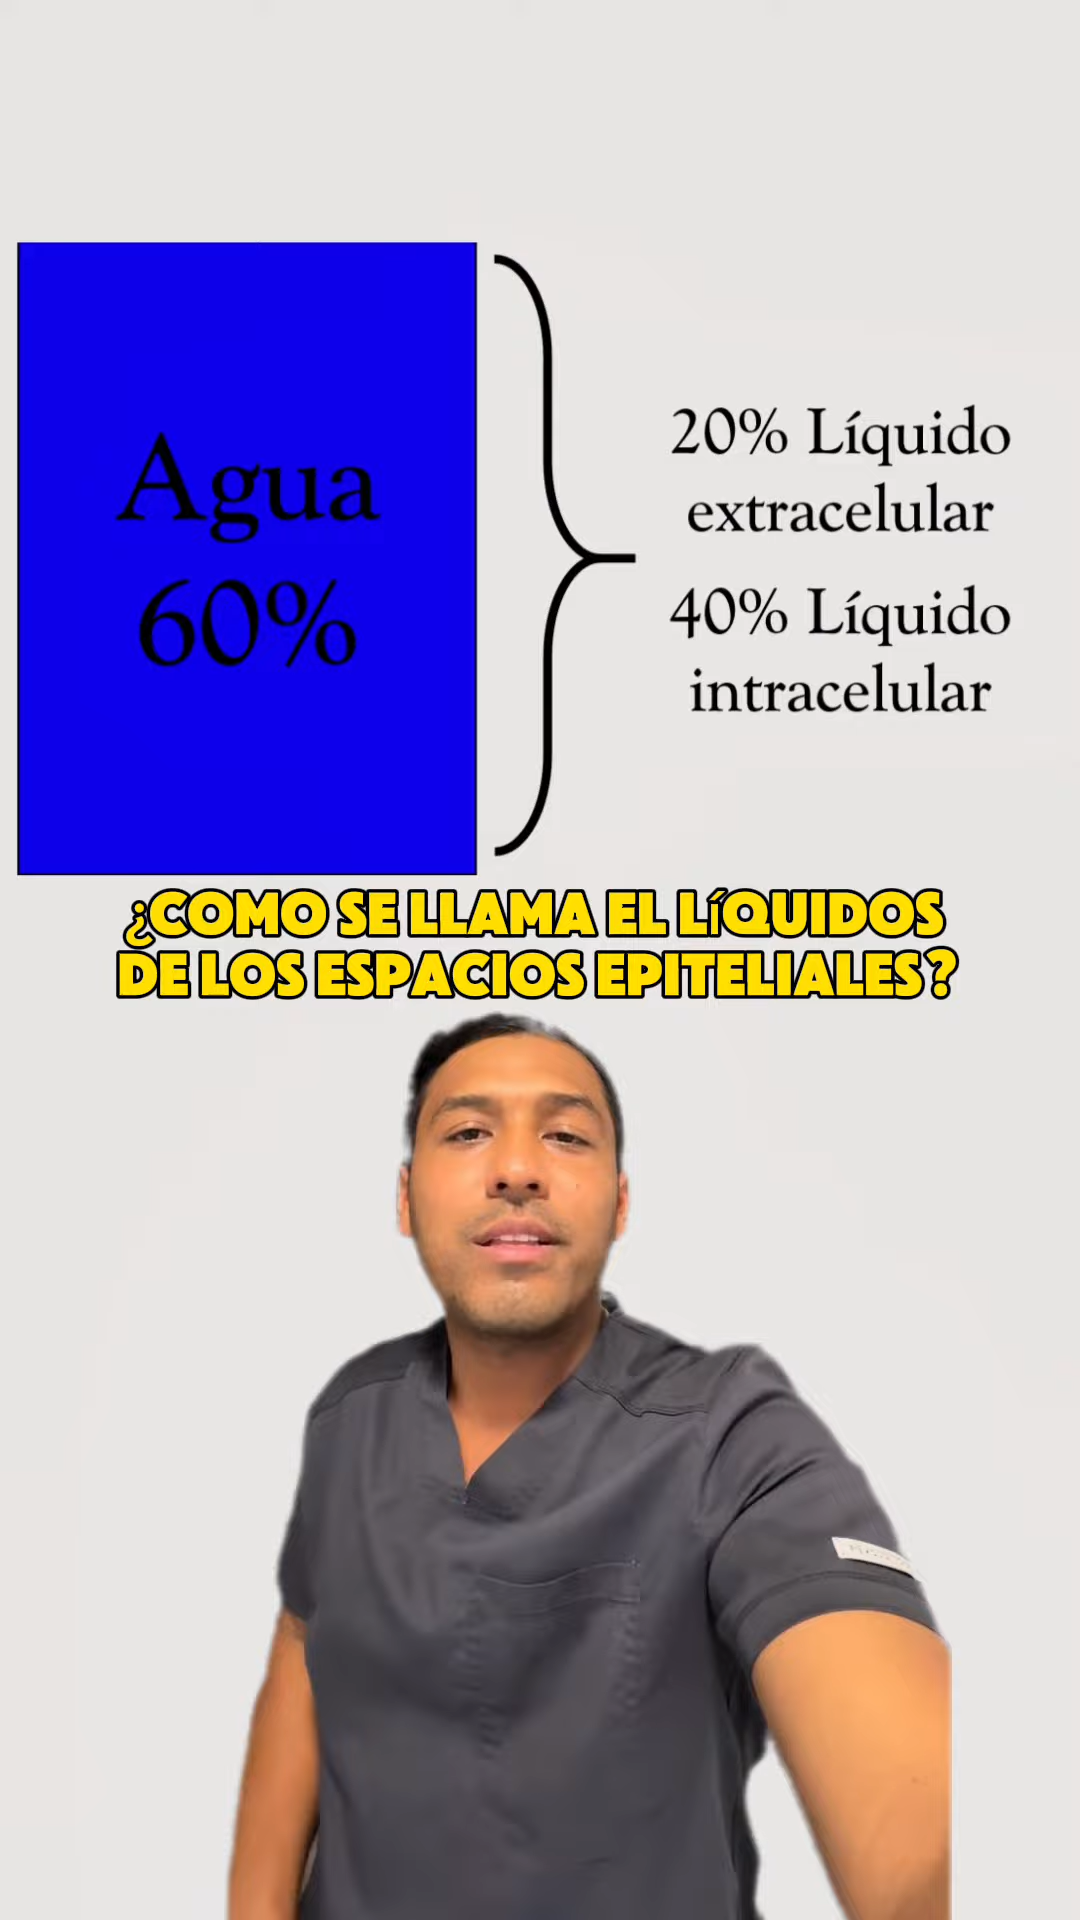 Agua
60%
20% Líquido
extracelular
40% Líquido
intracelular
¿COMO SE LLAMA EL LíQUIDOS
DE LOS ESPACIOS EPITELIALES?